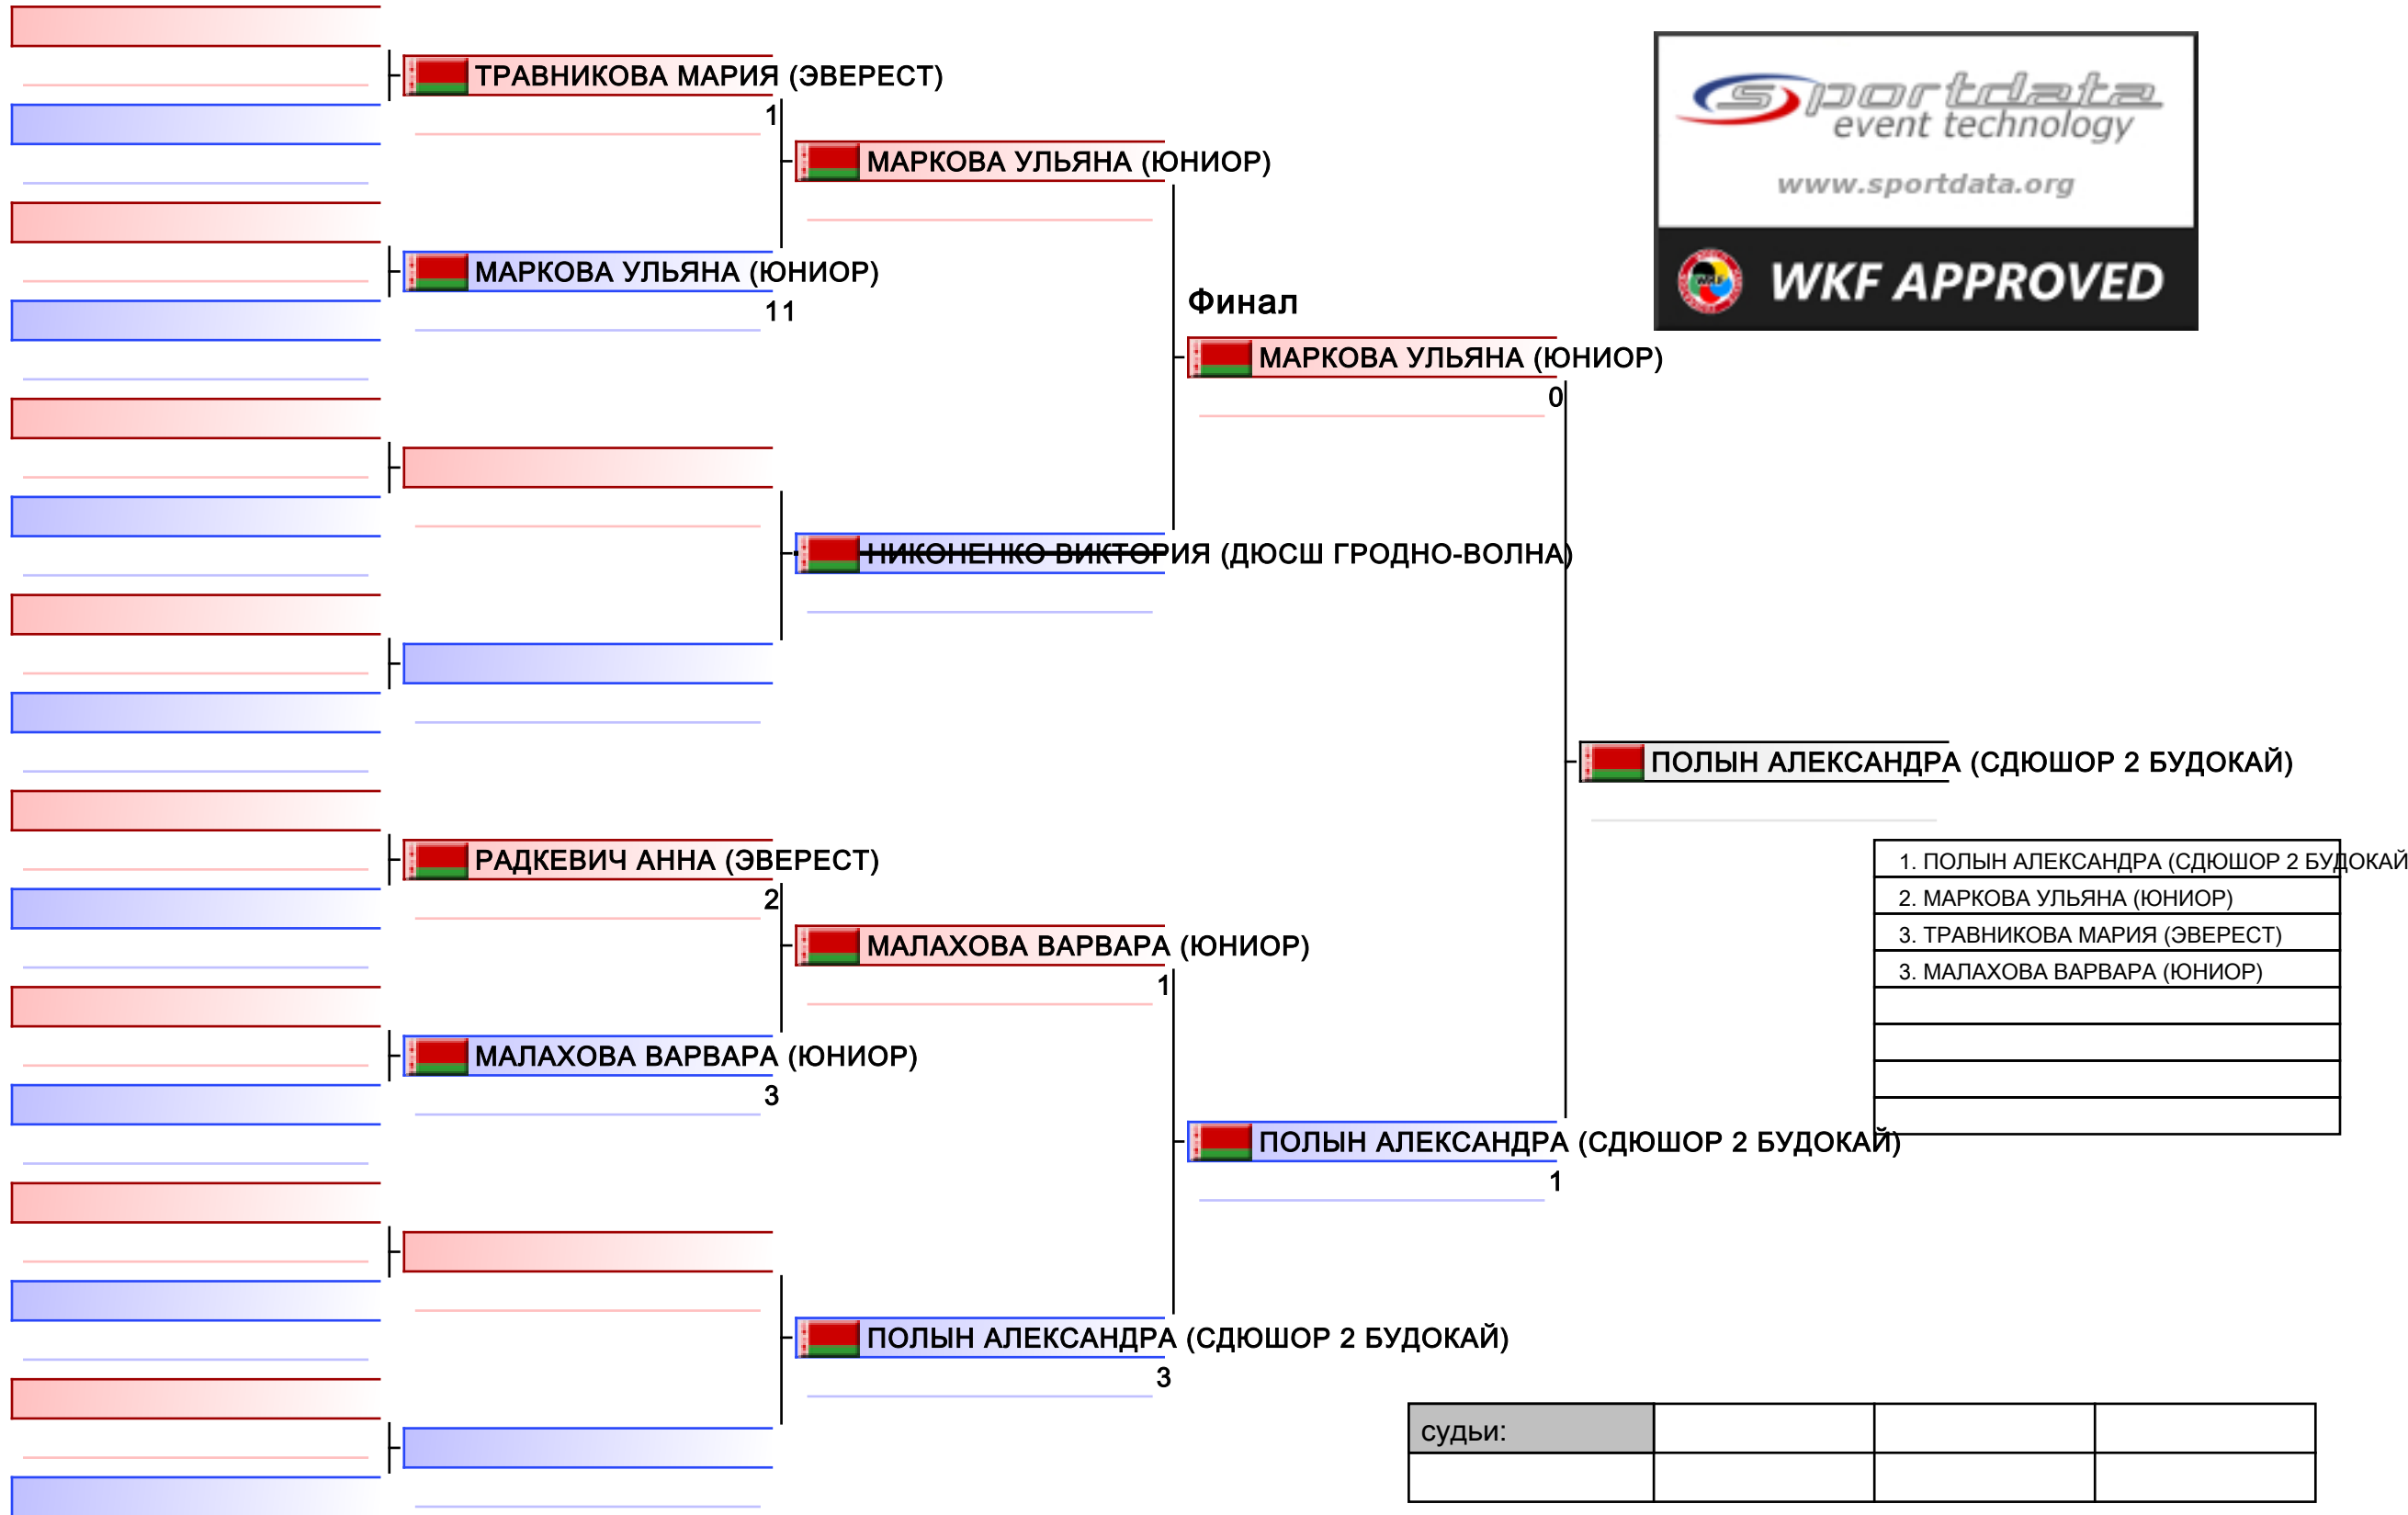 ТРАВНИКОВА МАРИЯ (ЭВЕРЕСТ)
1
МАРКОВА УЛЬЯНА (ЮНИОР)
МАРКОВА УЛЬЯНА (ЮНИОР)
11
Финал
МАРКОВА УЛЬЯНА (ЮНИОР)
0
НИКОНЕНКО ВИКТОРИЯ (ДЮСШ ГРОДНО-ВОЛНА)
sportdata
event technology
www.sportdata.org
WKF APPROVED
ПОЛЫН АЛЕКСАНДРА (СДЮШОР 2 БУДОКАЙ)
РАДКЕВИЧ АННА (ЭВЕРЕСТ)
2
МАЛАХОВА ВАРВАРА (ЮНИОР)
1
МАЛАХОВА ВАРВАРА (ЮНИОР)
3
ПОЛЫН АЛЕКСАНДРА (СДЮШОР 2 БУДОКАЙ)
1
ПОЛЫН АЛЕКСАНДРА (СДЮШОР 2 БУДОКАЙ)
3
1. ПОЛЫН АЛЕКСАНДРА (СДЮШОР 2 БУДОКАЙ
2. МАРКОВА УЛЬЯНА (ЮНИОР)
3. ТРАВНИКОВА МАРИЯ (ЭВЕРЕСТ)
3. МАЛАХОВА ВАРВАРА (ЮНИОР)
судьи: